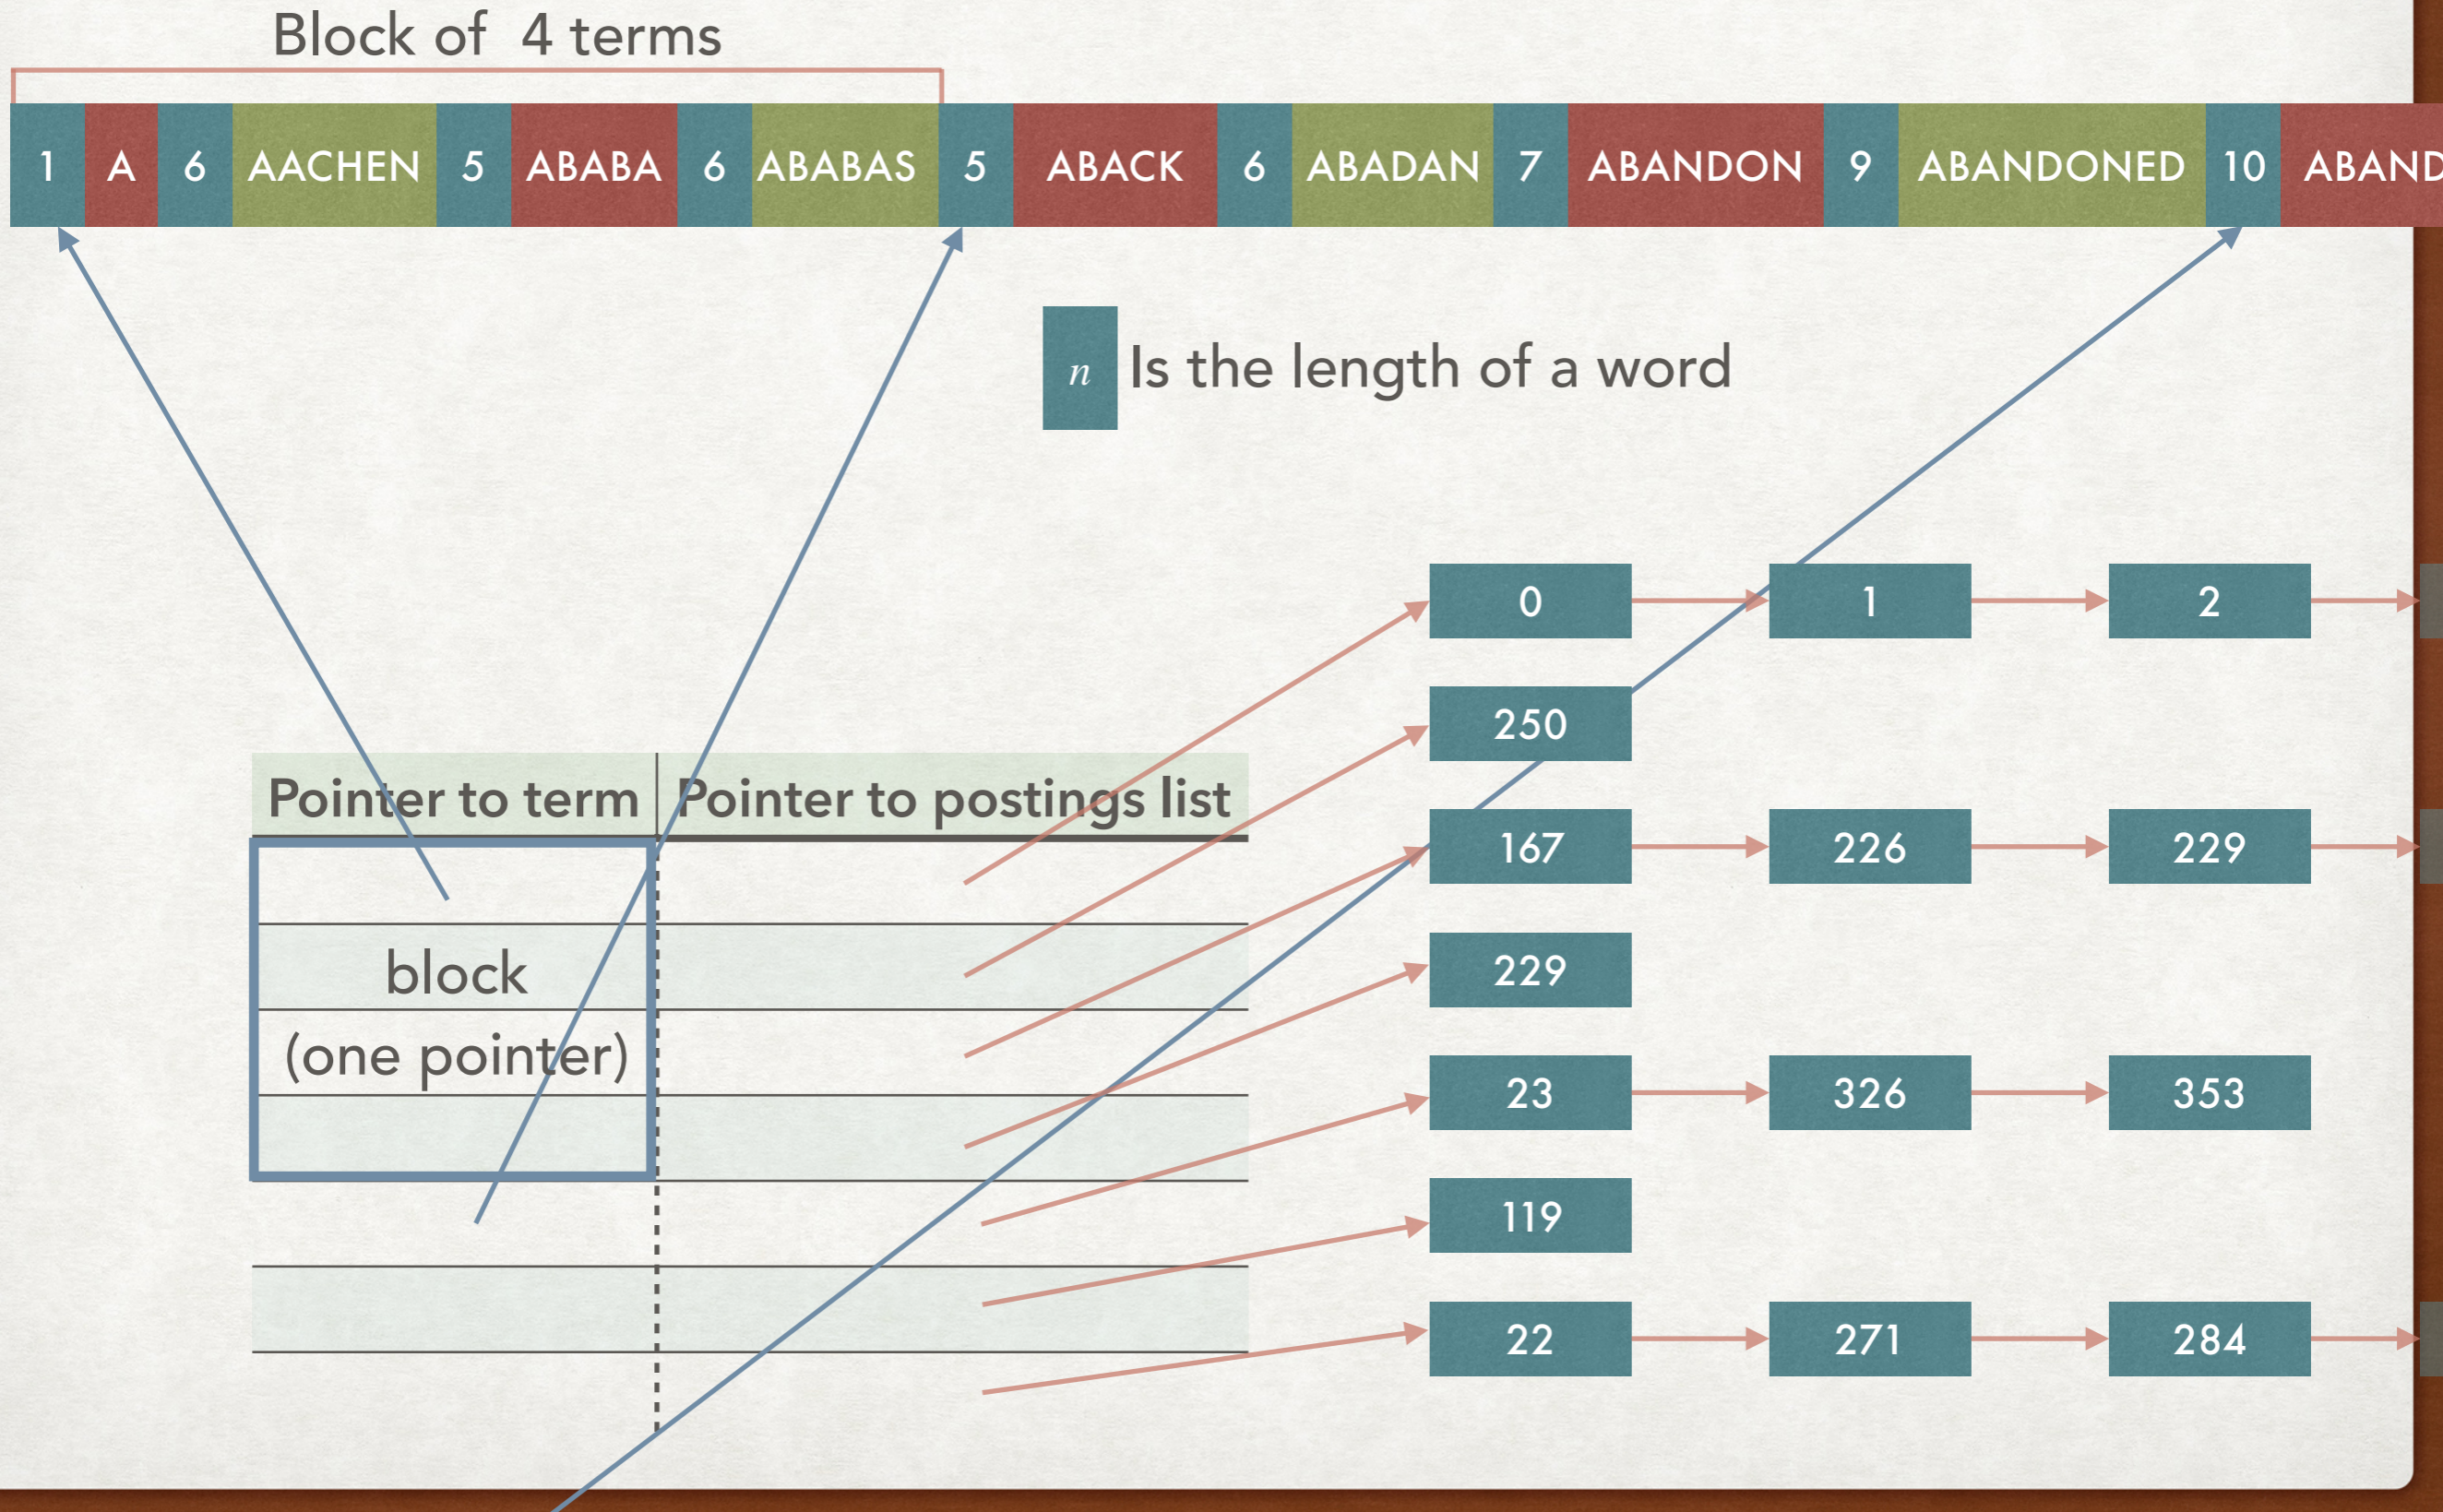 Block of 4 terms
1 A 6 AACHEN 5 ABABA 6 ABABAS 5 ABACK 6 ABADAN 7 ABANDON 9 ABANDONED 10 ABAND
n Is the length of a word
0 1 2
250
Pointer to term Pointer to postings list
167 226 229
block
229
(one pointer)
23 326 353
119
22 271 284